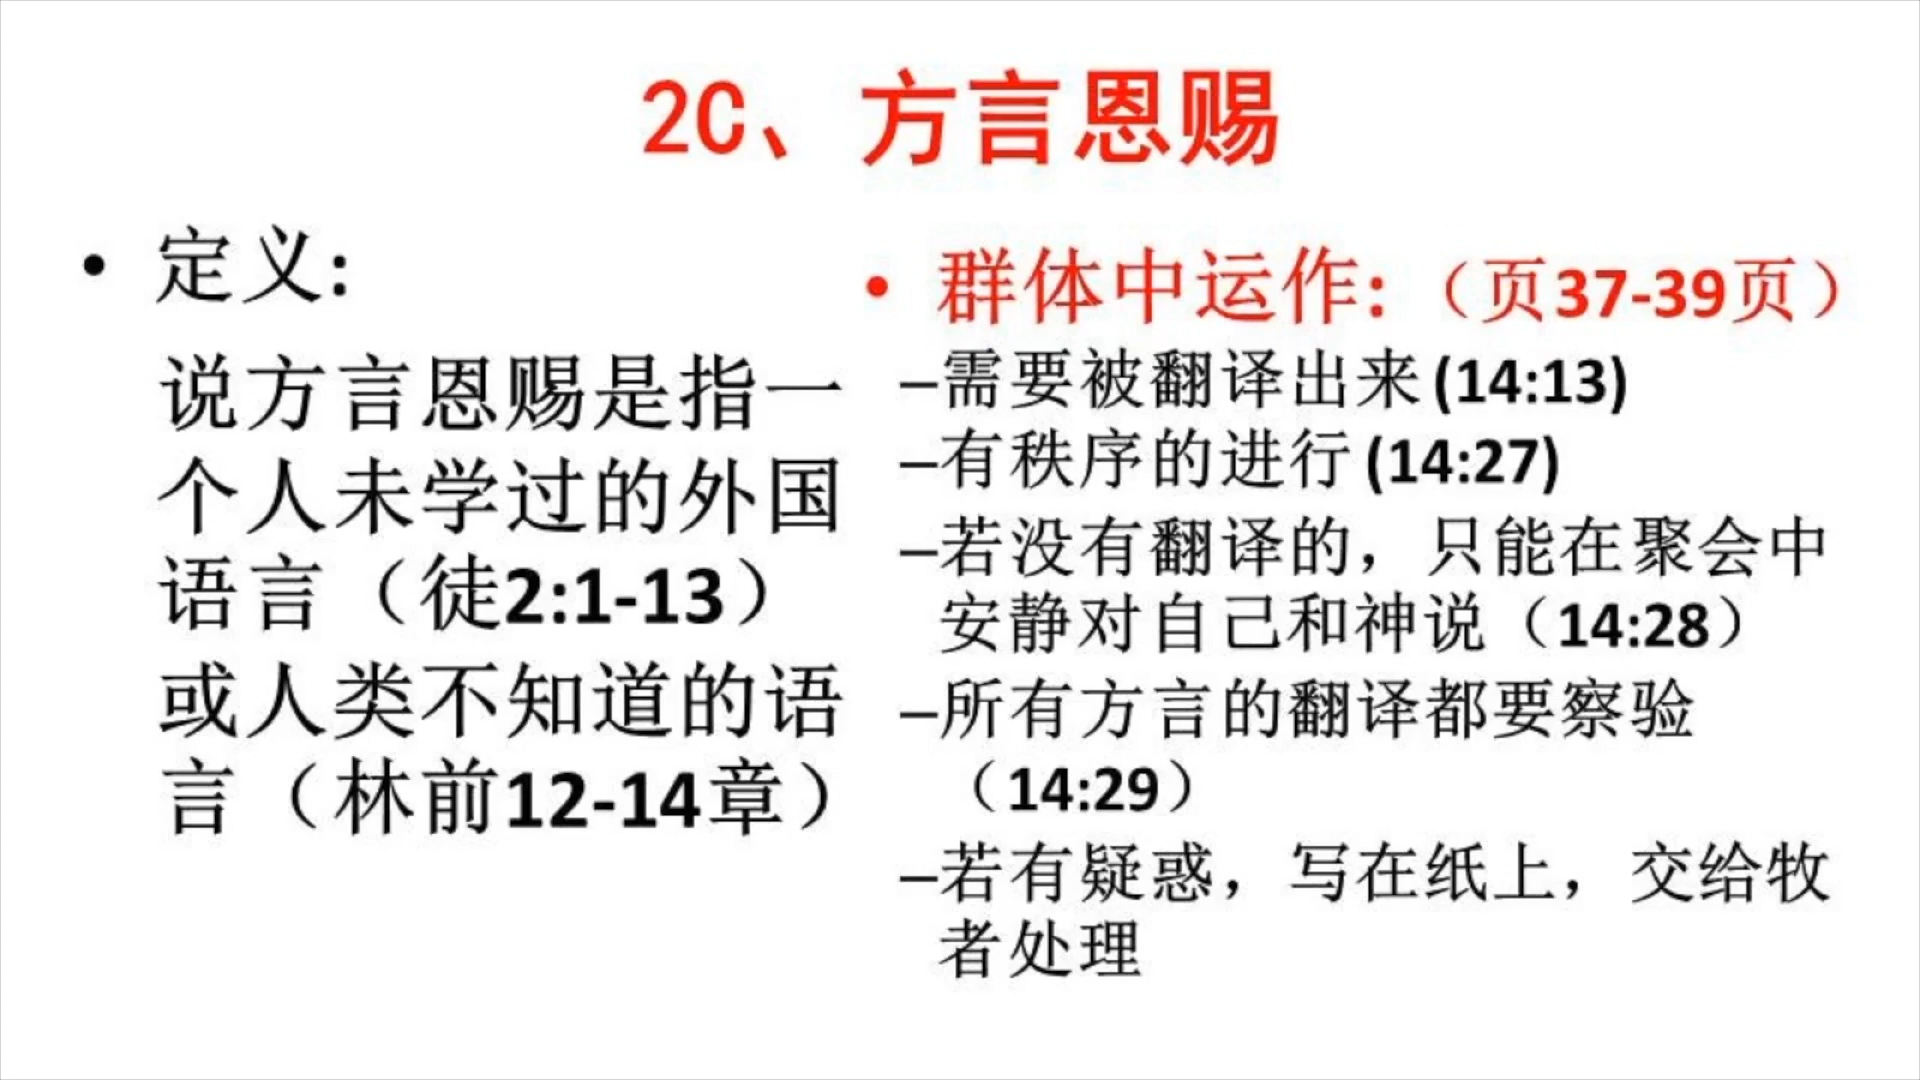 2C、方言恩赐
• 定义:
说方言恩赐是指一
个人未学过的外国
语言（徒2:1-13）
或人类不知道的语
言（林前12-14章）
• 群体中运作:（页37-39页）
–需要被翻译出来(14:13)
–有秩序的进行(14:27)
–若没有翻译的，只能在聚会中
安静对自己和神说（14:28）
–所有方言的翻译都要察验
（14:29）
–若有疑惑，写在纸上，交给牧
者处理